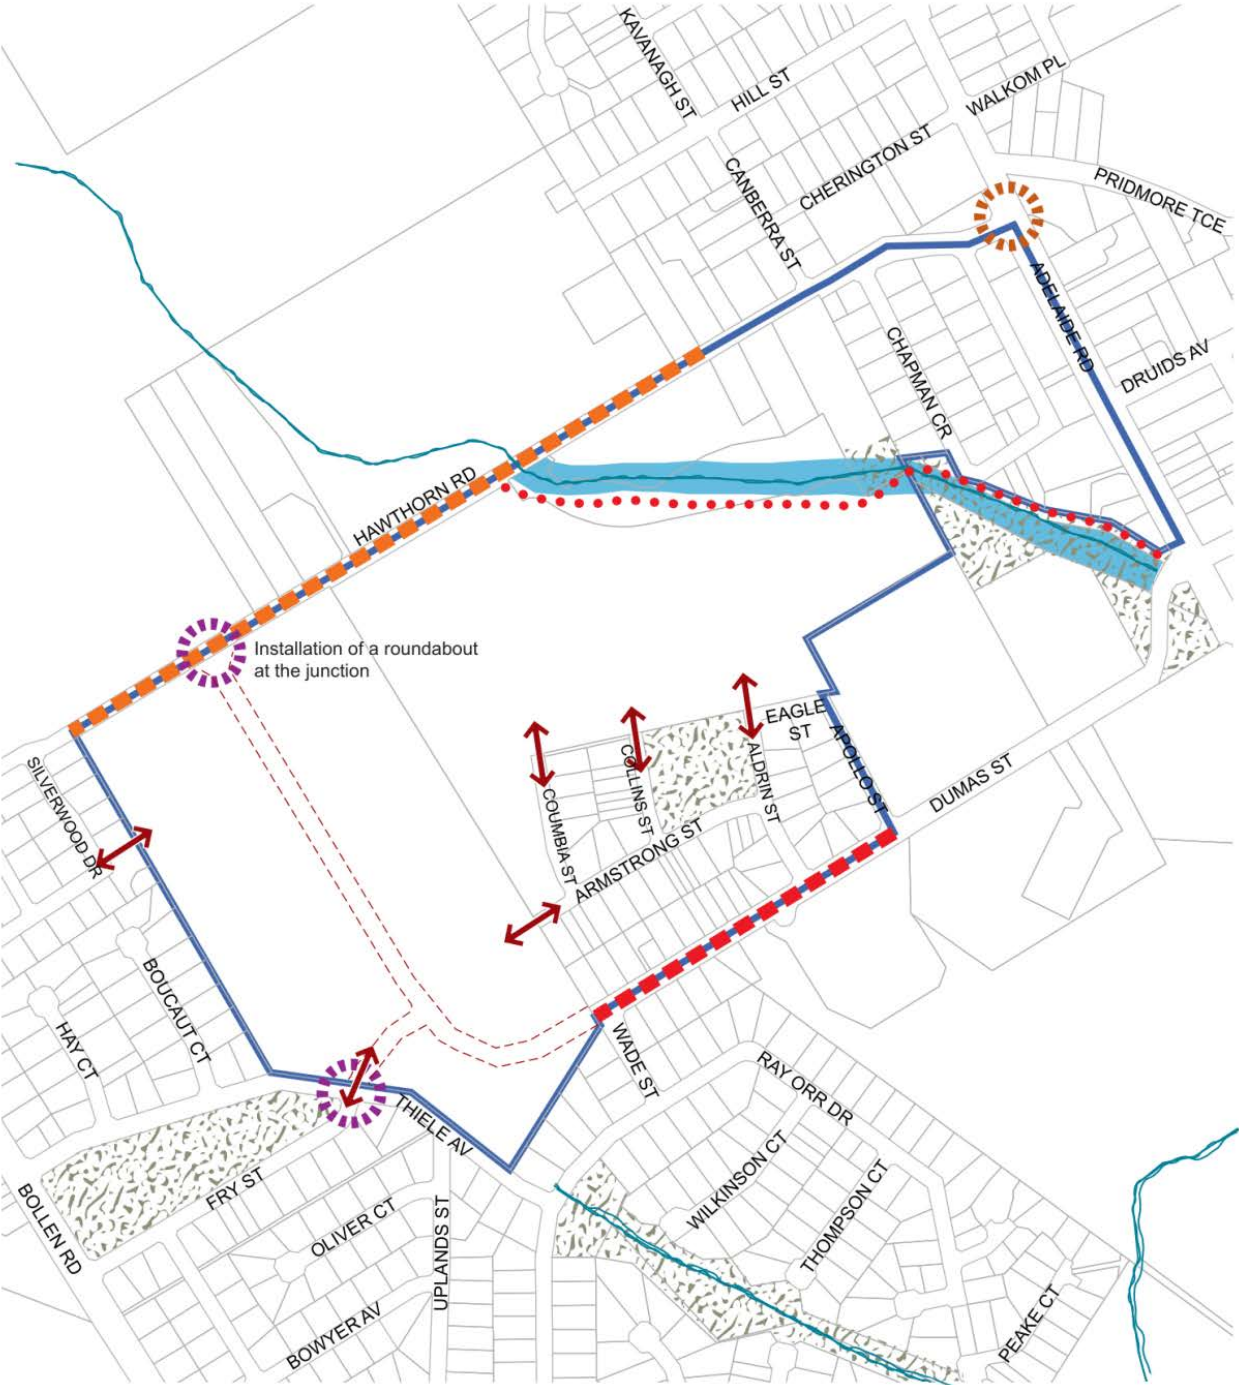 KAVANAGH ST
HILL ST
WALKOM PL
CHERINGTON ST
CANBERRA ST
PRIDMORE TCE
ADELAIDE RD
DRUIDS AV
CHAPMAN CR
HAWTHORN RD
Installation of a roundabout
at the junction
EAGLE
ST
APOLLO ST
DUMAS ST
SILVERWOOD DR
COLLINS ST
ALDRIN ST
COLUMBIA ST
ARMSTRONG ST
BOUCAUT CT
HAY CT
WADE ST
RAY ORR DR
THIELE AV
FRY ST
BOLLEN RD
OLIVER CT
UPLANDS ST
WILKINSON CT
THOMPSON CT
BOWYER AV
PEAKE CT